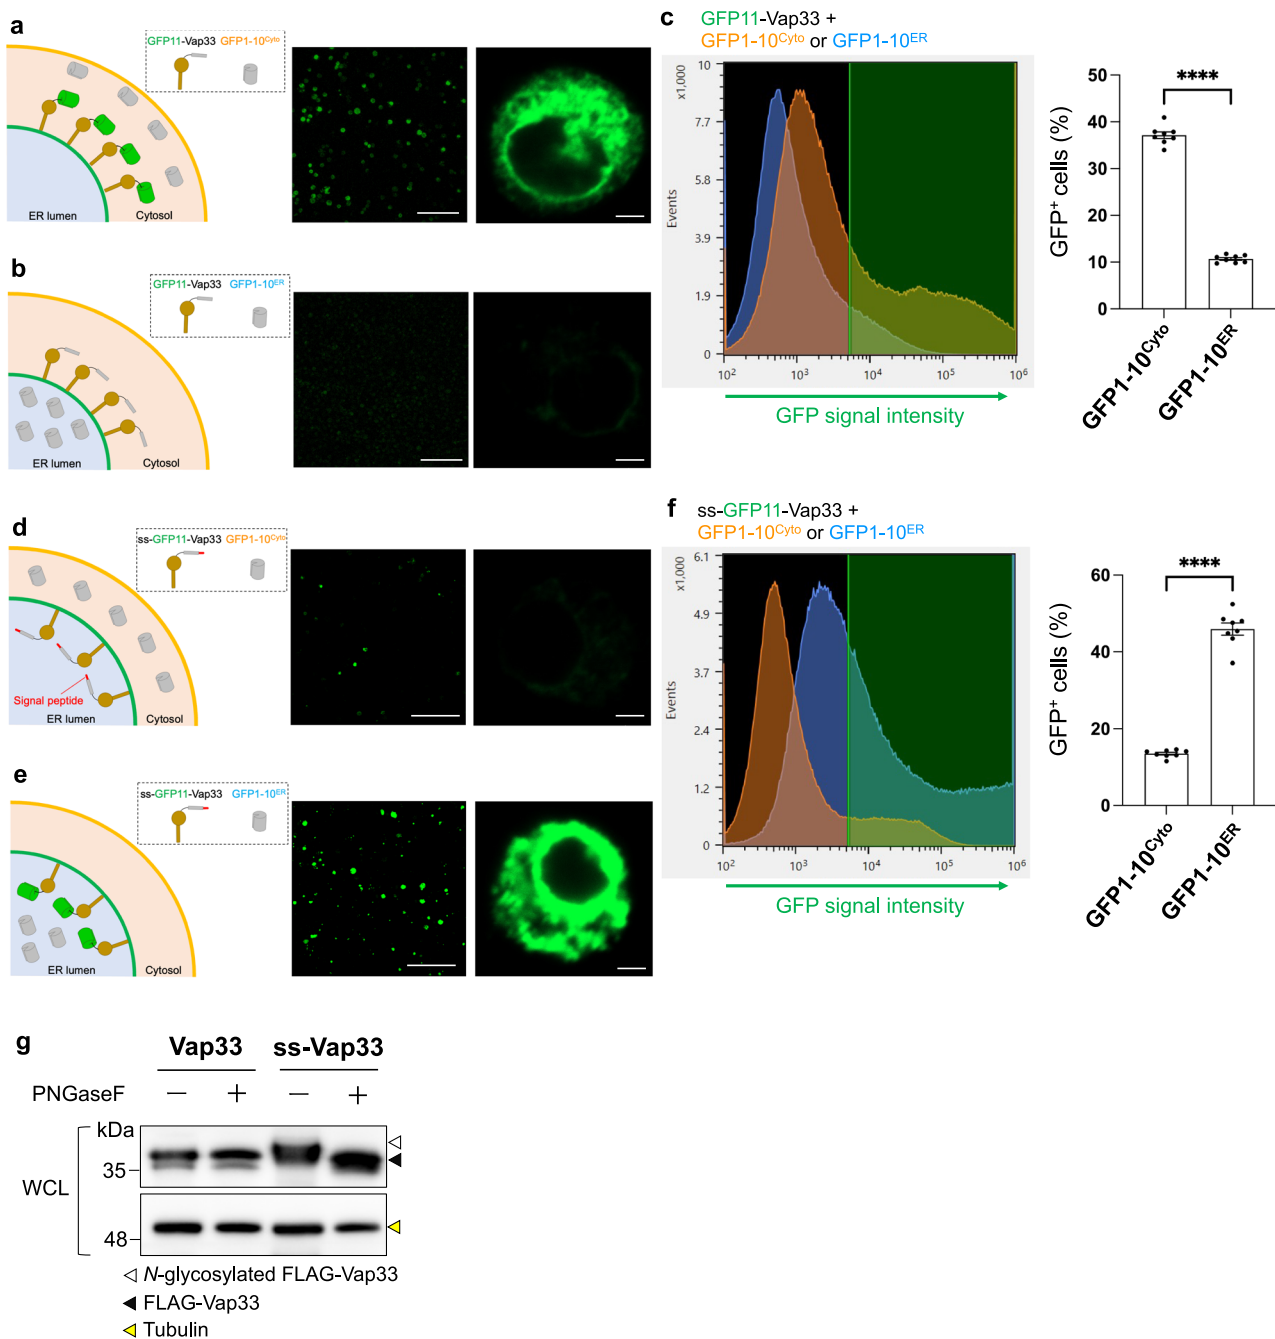 a
GFP11-Vap33 GFP1-10Cyto
ER lumen
Cytosol
b
GFP11-Vap33 GFP1-10ER
ER lumen
Cytosol
c
GFP11-Vap33 +
GFP1-10Cyto or GFP1-10ER
x1,000
10
7.7
5.8
3.9
1.9
0
Events
10² 10³ 10⁴ 10⁵ 10⁶
GFP signal intensity
****
GFP⁺ cells (%)
50
40
30
20
10
0
GFP1-10Cyto
GFP1-10ER
d
ss-GFP11-Vap33 GFP1-10Cyto
Signal peptide
ER lumen
Cytosol
e
ss-GFP11-Vap33 GFP1-10ER
ER lumen
Cytosol
f
ss-GFP11-Vap33 +
GFP1-10Cyto or GFP1-10ER
x1,000
6.1
4.9
3.7
2.4
1.2
0
Events
10² 10³ 10⁴ 10⁵ 10⁶
GFP signal intensity
****
GFP⁺ cells (%)
60
40
20
0
GFP1-10Cyto
GFP1-10ER
g
Vap33 ss-Vap33
PNGaseF − + − +
kDa
35
WCL
48
N-glycosylated FLAG-Vap33
FLAG-Vap33
Tubulin